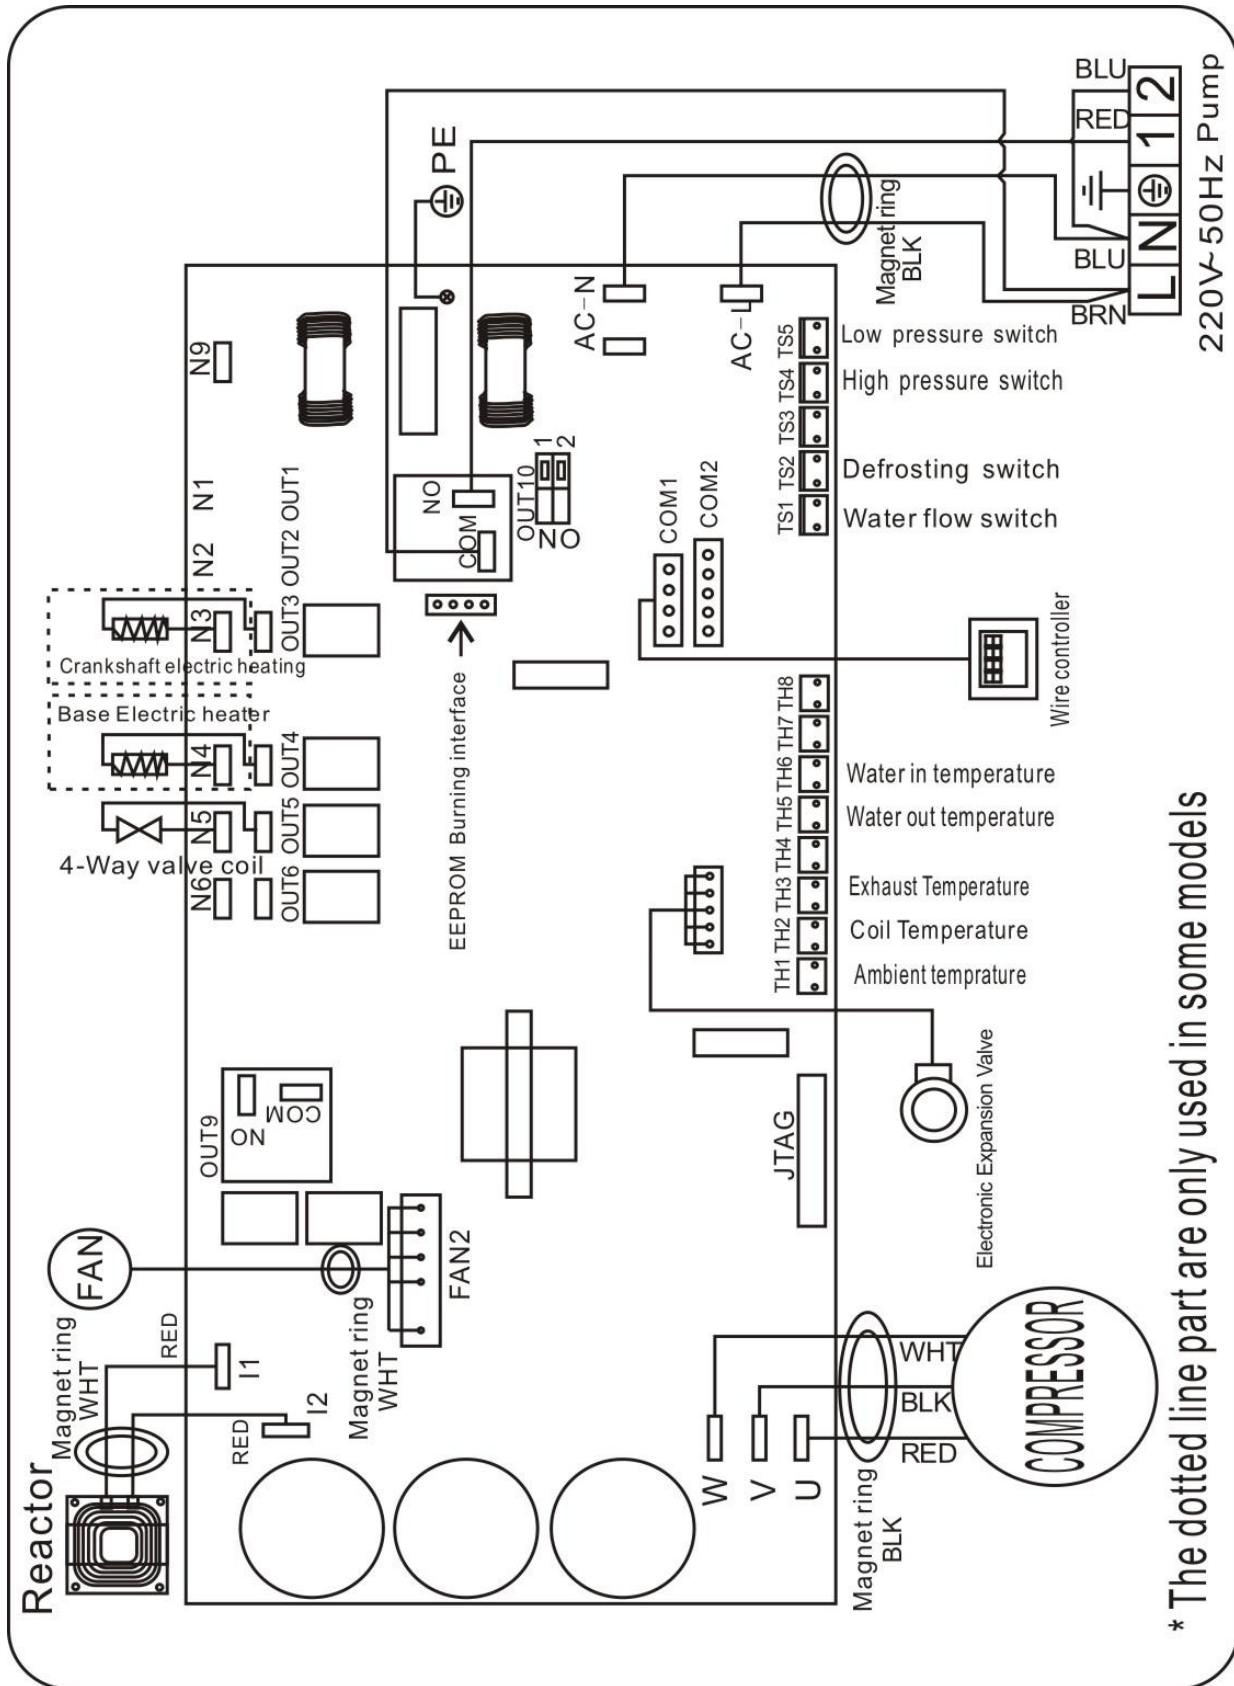 Reactor
Magnet ring
WHT
RED
RED
I1
I2
FAN
Magnet ring
WHT
FAN2
OUT9
NO
COM
4-Way valve coil
N6
OUT6
N5
OUT5
Base Electric heater
N4
OUT4
Crankshaft electric heating
N3
OUT3
N2
OUT2
N1
OUT1
N9
EEPROM Burning interface
COM
NO
OUT10
1
2
NO
PE
AC-N
AC-L
Magnet ring
BLK
BLU
RED
BLU
BRN
L
N
1
2
220V~50Hz Pump
TS5
Low pressure switch
TS4
High pressure switch
TS3
TS2
Defrosting switch
TS1
Water flow switch
COM1
COM2
Wire controller
TH8
TH7
TH6
Water in temperature
TH5
Water out temperature
TH4
TH3
Exhaust Temperature
TH2
Coil Temperature
TH1
Ambient temprature
Electronic Expansion Valve
JTAG
W
V
U
WHT
BLK
RED
Magnet ring
BLK
COMPRESSOR
* The dotted line part are only used in some models